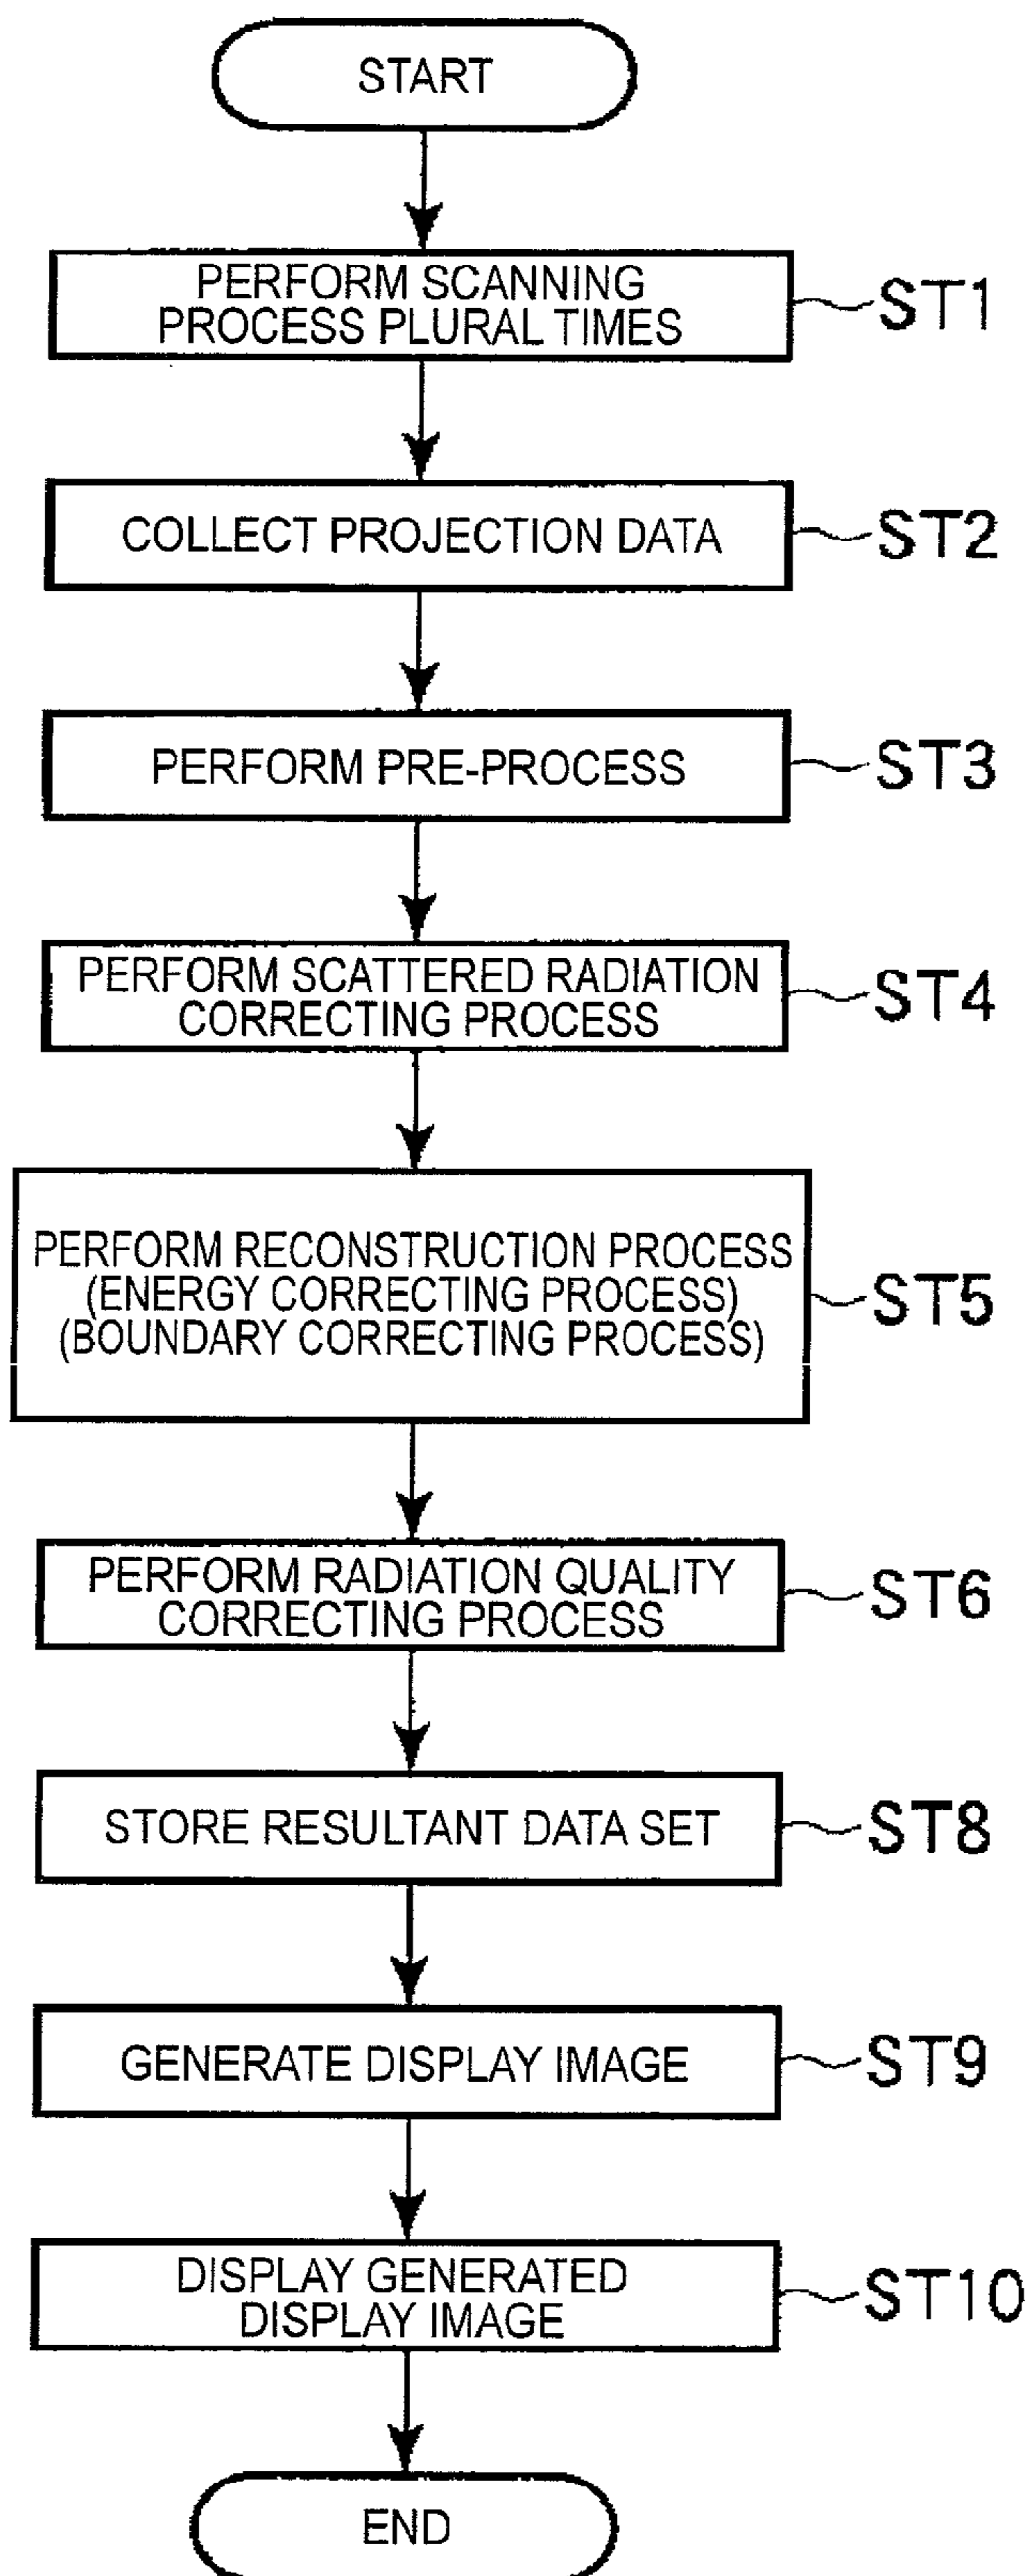 START
PERFORM SCANNING
PROCESS PLURAL TIMES
ST1
COLLECT PROJECTION DATA
ST2
PERFORM PRE-PROCESS
ST3
PERFORM SCATTERED RADIATION
CORRECTING PROCESS
ST4
PERFORM RECONSTRUCTION PROCESS
(ENERGY CORRECTING PROCESS)
(BOUNDARY CORRECTING PROCESS)
ST5
PERFORM RADIATION QUALITY
CORRECTING PROCESS
ST6
STORE RESULTANT DATA SET
ST8
GENERATE DISPLAY IMAGE
ST9
DISPLAY GENERATED
DISPLAY IMAGE
ST10
END